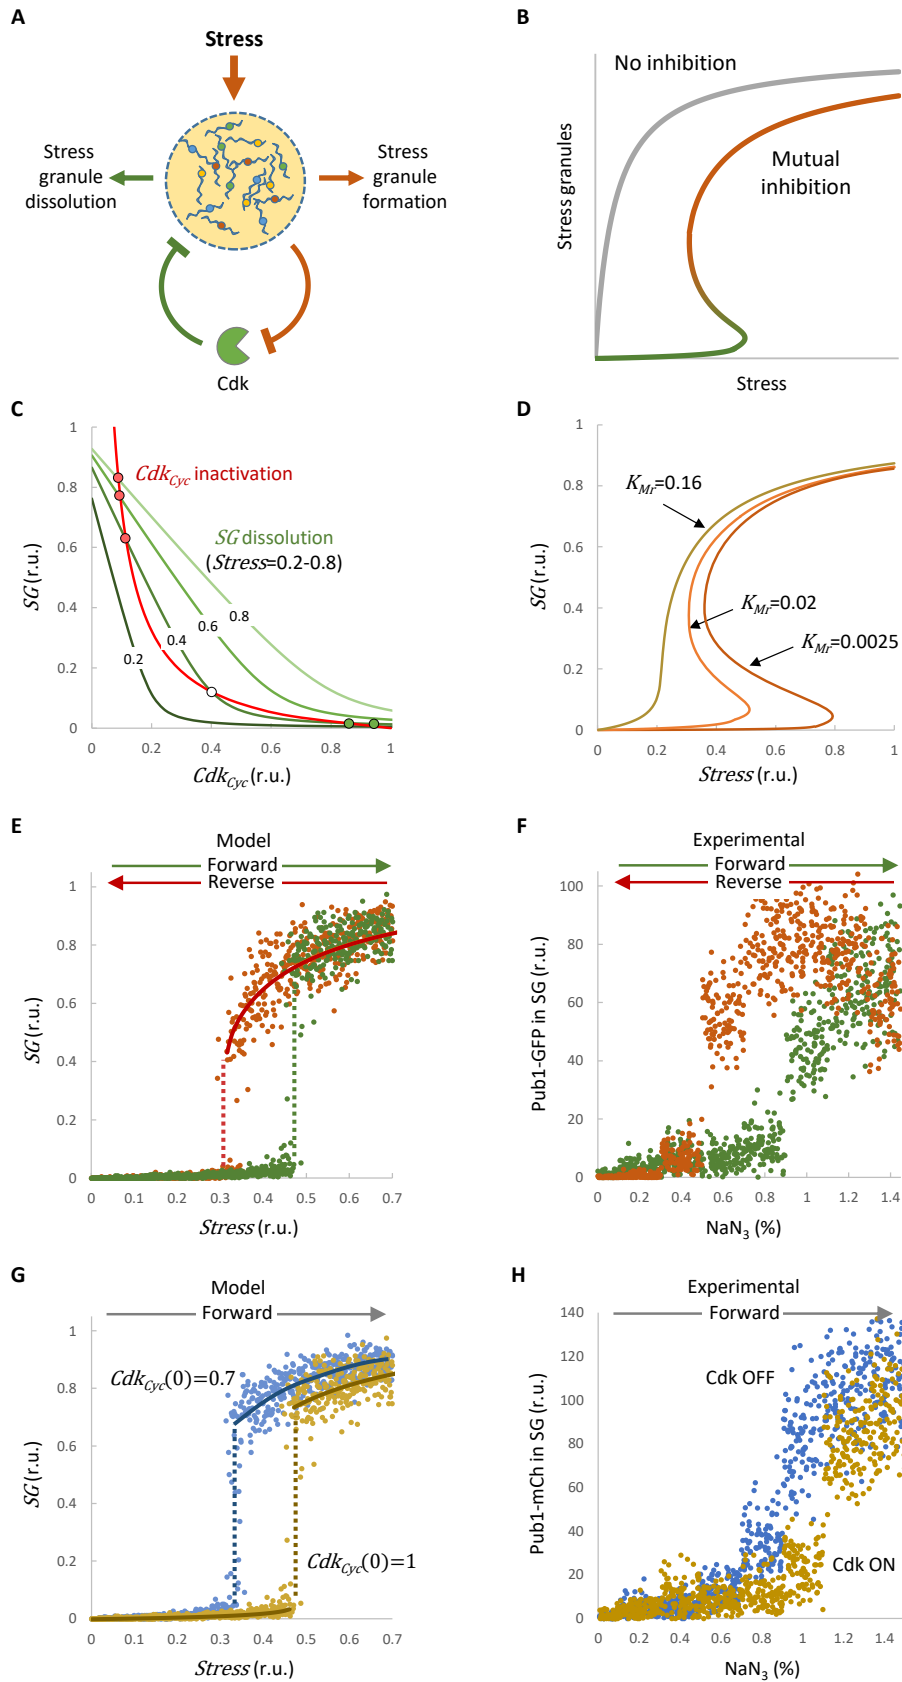 A
Stress
Stress
granule
dissolution
Stress
granule
formation
Cdk
B
No inhibition
Mutual
inhibition
Stress granules
Stress
C
1
0.8
0.6
0.4
0.2
0
SG (r.u.)
Cdk_Cyc inactivation
SG dissolution
(Stress=0.2-0.8)
0.2
0.4
0.6
0.8
0 0.2 0.4 0.6 0.8 1
Cdk_Cyc (r.u.)
D
1
0.8
0.6
0.4
0.2
0
SG (r.u.)
K_Mr=0.16
K_Mr=0.02
K_Mr=0.0025
0 0.2 0.4 0.6 0.8 1
Stress (r.u.)
E
Model
Forward
Reverse
1
0.8
0.6
0.4
0.2
0
SG (r.u.)
0 0.1 0.2 0.3 0.4 0.5 0.6 0.7
Stress (r.u.)
F
Experimental
Forward
Reverse
100
80
60
40
20
0
Pub1-GFP in SG (r.u.)
0 0.2 0.4 0.6 0.8 1 1.2 1.4
NaN₃ (%)
G
Model
Forward
1
0.8
0.6
0.4
0.2
0
SG (r.u.)
Cdk_Cyc(0)=0.7
Cdk_Cyc(0)=1
0 0.1 0.2 0.3 0.4 0.5 0.6 0.7
Stress (r.u.)
H
Experimental
Forward
140
120
100
80
60
40
20
0
Pub1-mCh in SG (r.u.)
Cdk OFF
Cdk ON
0 0.2 0.4 0.6 0.8 1 1.2 1.4
NaN₃ (%)